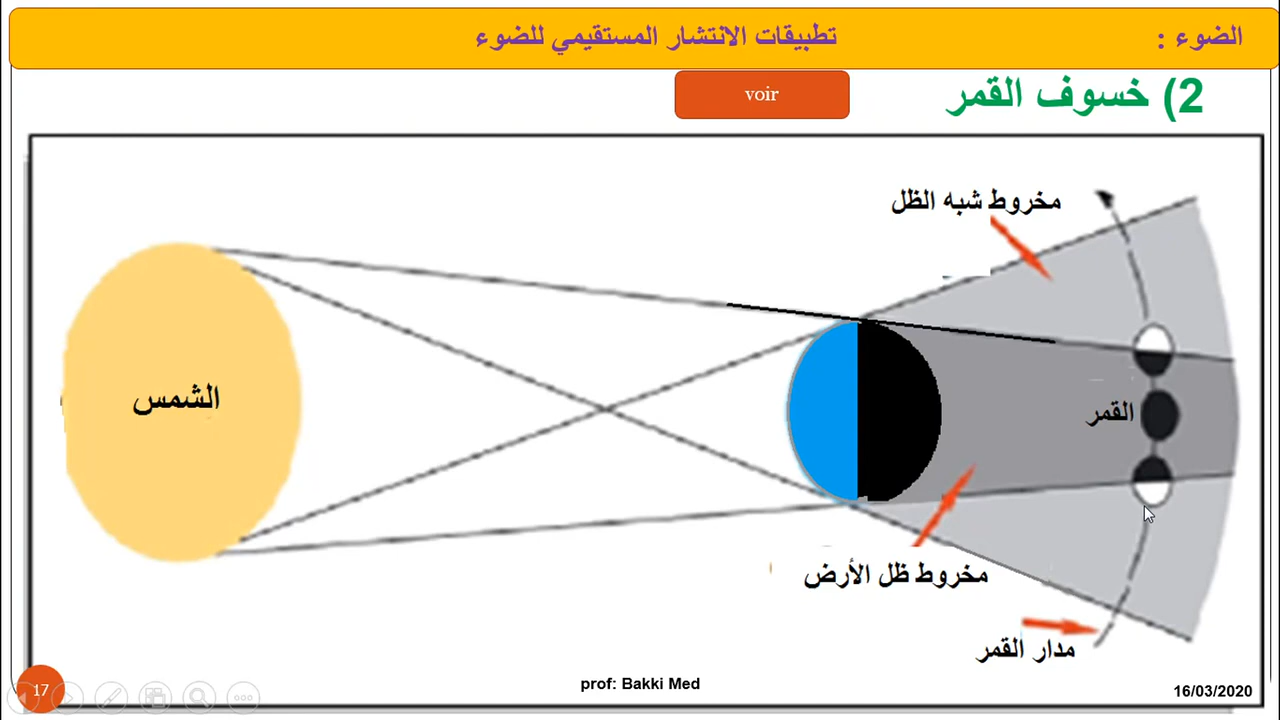 الضوء :
تطبيقات الانتشار المستقيمي للضوء
2) خسوف القمر
voir
مخروط شبه الظل
الشمس
القمر
مخروط ظل الأرض
مدار القمر
17
prof: Bakki Med
16/03/2020